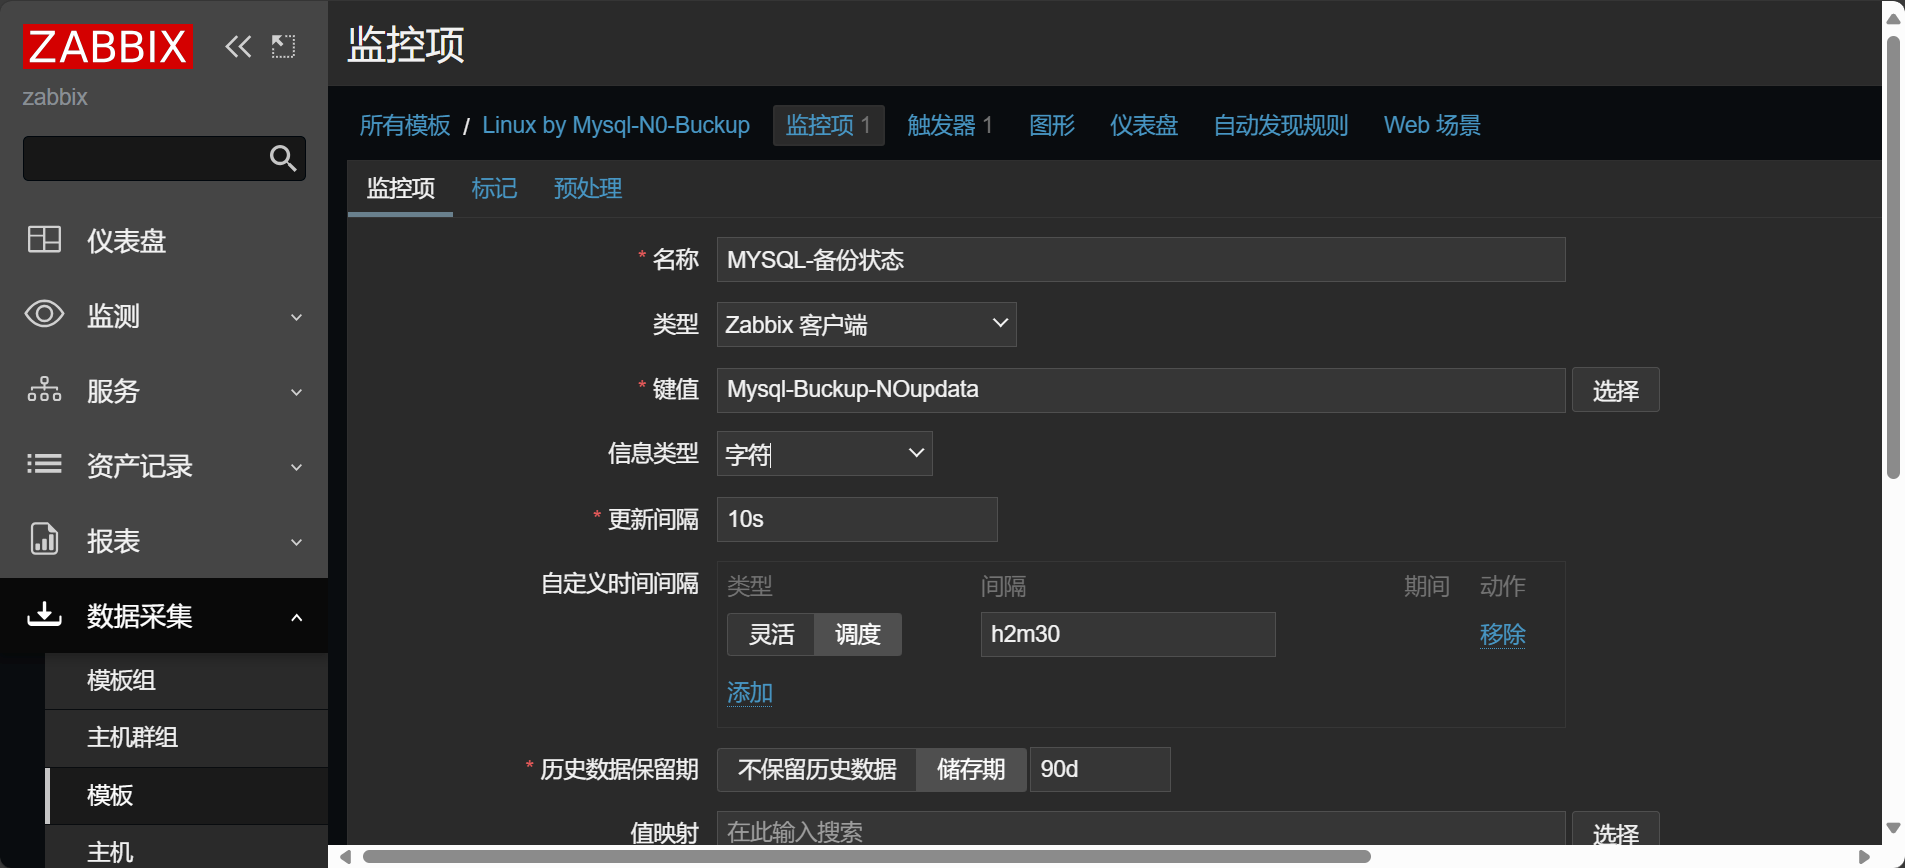 ZABBIX
zabbix
仪表盘
监测
服务
资产记录
报表
数据采集
模板组
主机群组
模板
主机
监控项
所有模板 / Linux by Mysql-N0-Backup 监控项 1 触发器 1 图形 仪表盘 自动发现规则 Web 场景
监控项 标记 预处理
* 名称 MYSQL-备份状态
类型 Zabbix 客户端
* 键值 Mysql-Buckup-NOupdata 选择
信息类型 字符
* 更新间隔 10s
自定义时间间隔 类型 间隔 期间 动作
灵活 调度 h2m30 移除
添加
* 历史数据保留期 不保留历史数据 储存期 90d
值映射 在此输入搜索 选择